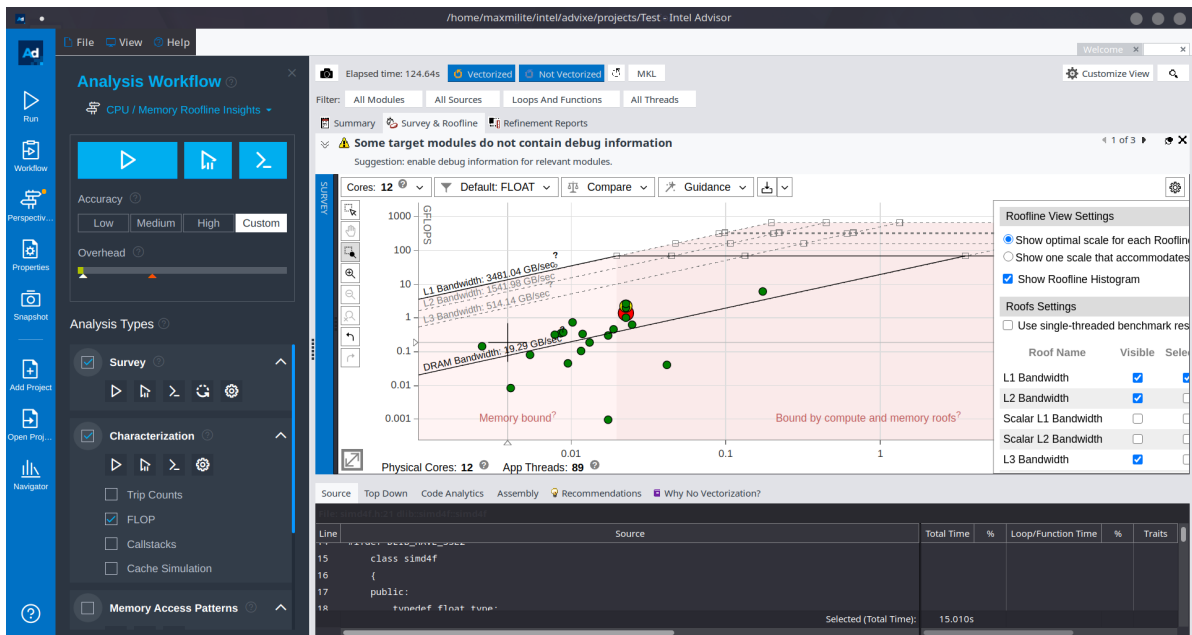 /home/maxmilite/intel/advixe/projects/Test - Intel Advisor
Ad
File View Help
Welcome
Run
Workflow
Perspectiv...
Properties
Snapshot
Add Project
Open Proj...
Navigator
Analysis Workflow
CPU / Memory Roofline Insights
Accuracy
Low Medium High Custom
Overhead
Analysis Types
Survey
Characterization
Trip Counts
FLOP
Callstacks
Cache Simulation
Memory Access Patterns
Elapsed time: 124.64s Vectorized Not Vectorized MKL
Customize View
Filter: All Modules All Sources Loops And Functions All Threads
Summary Survey & Roofline Refinement Reports
Some target modules do not contain debug information
1 of 3
Suggestion: enable debug information for relevant modules.
SURVEY
Cores: 12 Default: FLOAT Compare Guidance
GFLOPS
1000
100
10
1
0.1
0.01
0.001
L1 Bandwidth: 3481.04 GB/sec
L2 Bandwidth: 1541.98 GB/sec
L3 Bandwidth: 514.14 GB/sec
DRAM Bandwidth: 19.29 GB/sec
Memory bound?
Bound by compute and memory roofs?
0.01 0.1 1
Physical Cores: 12 App Threads: 89
Roofline View Settings
Show optimal scale for each Roofline
Show one scale that accommodates
Show Roofline Histogram
Roofs Settings
Use single-threaded benchmark res
Roof Name Visible Selec
L1 Bandwidth
L2 Bandwidth
Scalar L1 Bandwidth
Scalar L2 Bandwidth
L3 Bandwidth
Source Top Down Code Analytics Assembly Recommendations Why No Vectorization?
Line Source Total Time % Loop/Function Time % Traits
15 class simd4f
16 {
17 public:
18 typedef float type;
Selected (Total Time): 15.010s